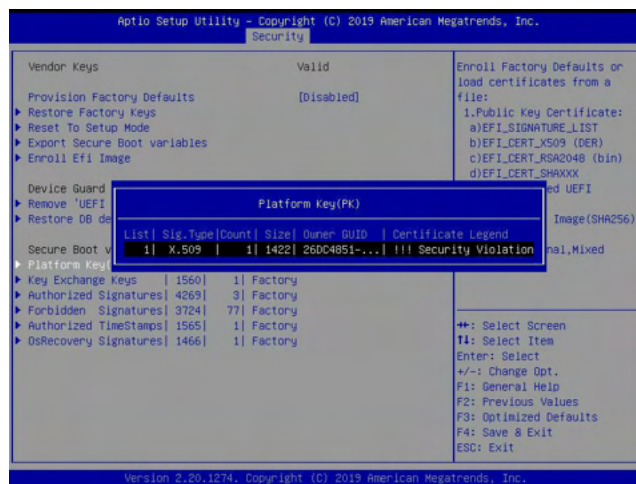 Aptio Setup Utility – Copyright (C) 2019 American Megatrends, Inc.
Security
Vendor Keys Valid
Provision Factory Defaults [Disabled]
Restore Factory Keys
Reset To Setup Mode
Export Secure Boot variables
Enroll Efi Image
Device Guard
Remove 'UEFI
Restore DB de
Secure Boot v
Platform Key(
Key Exchange Keys | 1560| 1| Factory
Authorized Signatures| 4269| 3| Factory
Forbidden Signatures| 3724| 77| Factory
Authorized TimeStamps| 1565| 1| Factory
OsRecovery Signatures| 1466| 1| Factory
Platform Key(PK)
List| Sig.Type|Count| Size| Owner GUID | Certificate Legend
1| X.509 | 1| 1422| 26DC4851-...| !!! Security Violation
Enroll Factory Defaults or
load certificates from a
file:
1.Public Key Certificate:
a)EFI_SIGNATURE_LIST
b)EFI_CERT_X509 (DER)
c)EFI_CERT_RSA2048 (bin)
d)EFI_CERT_SHAXXX
ed UEFI
Image(SHA256)
nal,Mixed
→←: Select Screen
↑↓: Select Item
Enter: Select
+/-: Change Opt.
F1: General Help
F2: Previous Values
F3: Optimized Defaults
F4: Save & Exit
ESC: Exit
Version 2.20.1274. Copyright (C) 2019 American Megatrends, Inc.